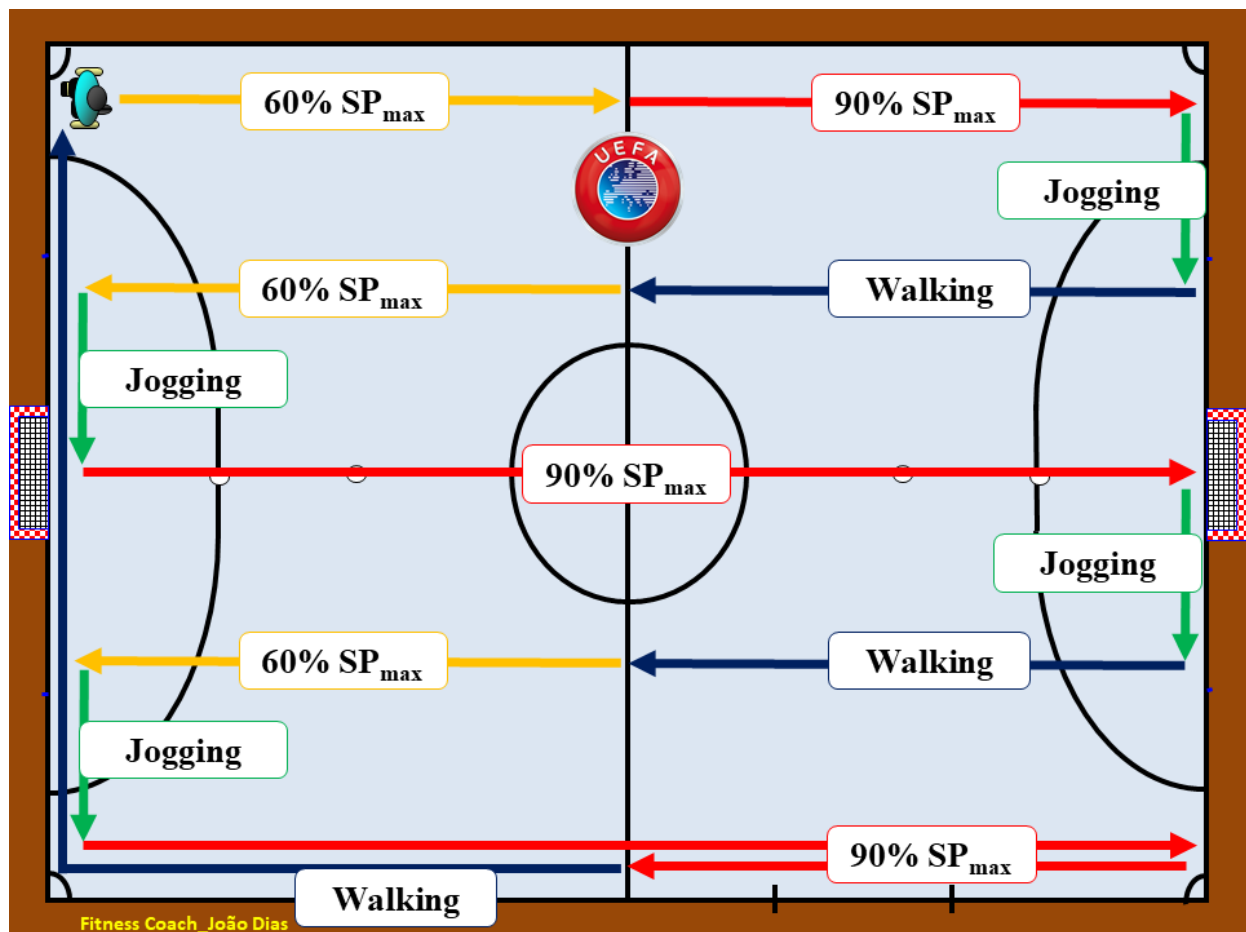 60% SPmax
90% SPmax
UEFA
Jogging
60% SPmax
Walking
Jogging
90% SPmax
Jogging
60% SPmax
Walking
Jogging
90% SPmax
Walking
Fitness Coach_João Dias